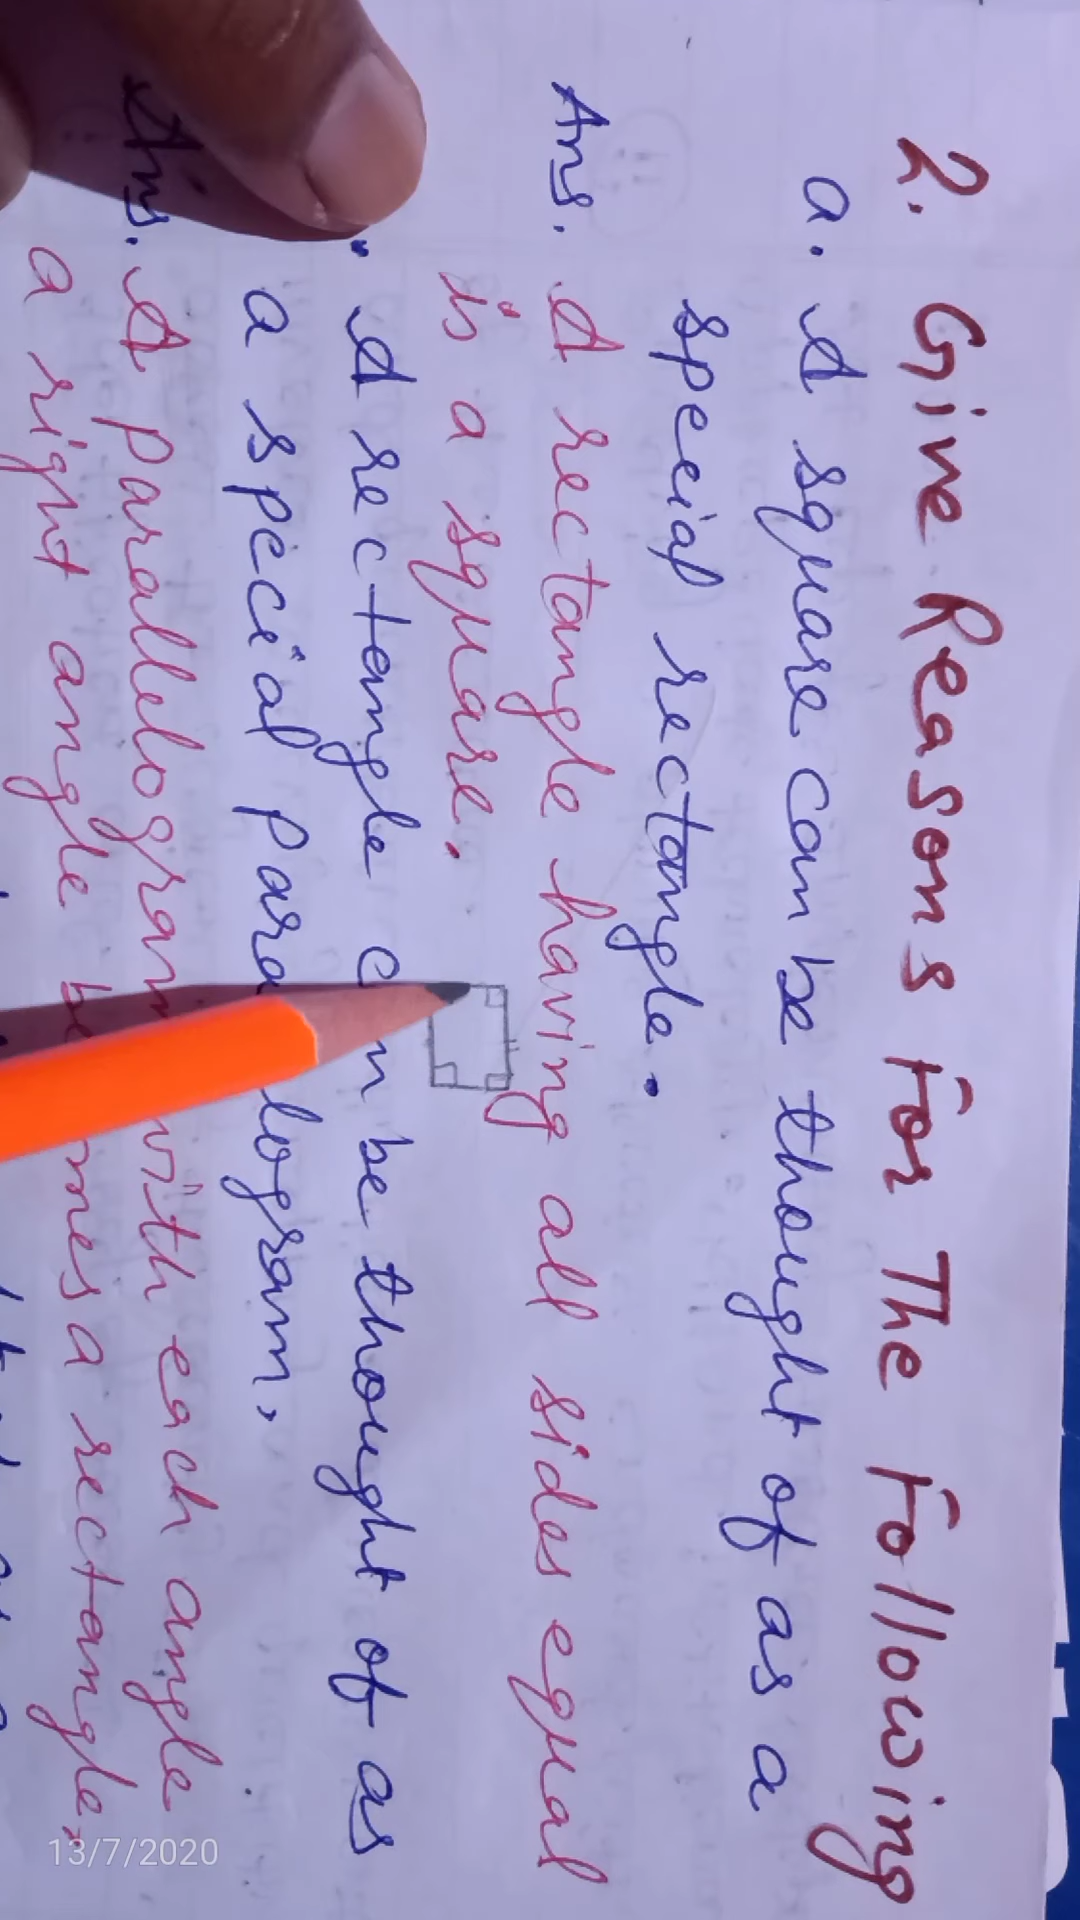 2. Give Reasons For The Following
a. A square can be thought of as a
special rectangle.
Ans. A rectangle having all sides equal
is a square.
. A rectangle can be thought of as
a special parallelogram.
Ans. A parallelogram with each angle
a right angle becomes a rectangle.
13/7/2020